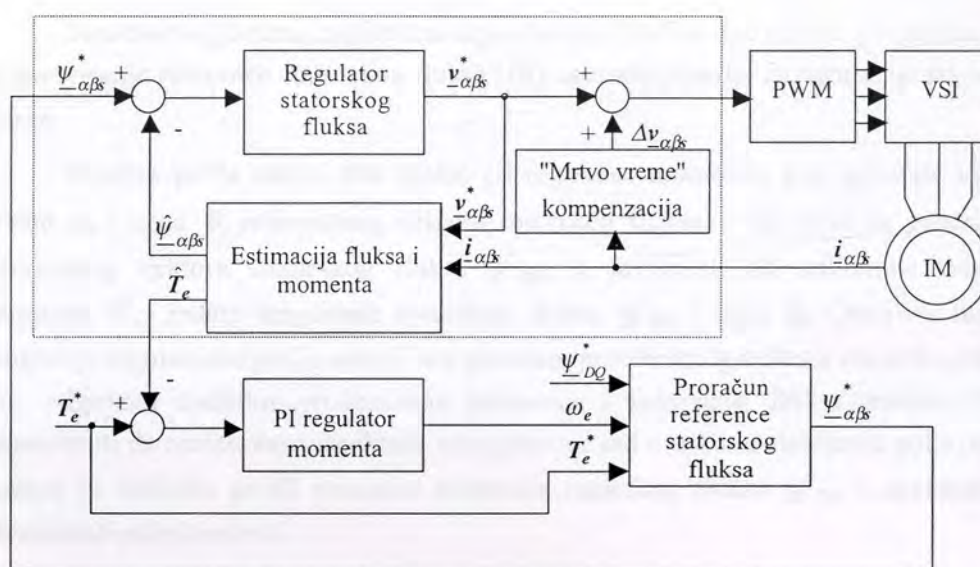 ψ*αβs
+
-
Regulator
statorskog
fluksa
v*αβs
+
+
Δvαβs
PWM
VSI
"Mrtvo vreme"
kompenzacija
v*αβs
iαβs
ψ̂αβs
T̂e
Estimacija fluksa i
momenta
iαβs
IM
-
T*e
+
PI regulator
momenta
ψ*DQ
ωe
T*e
Proračun
reference
statorskog
fluksa
ψ*αβs